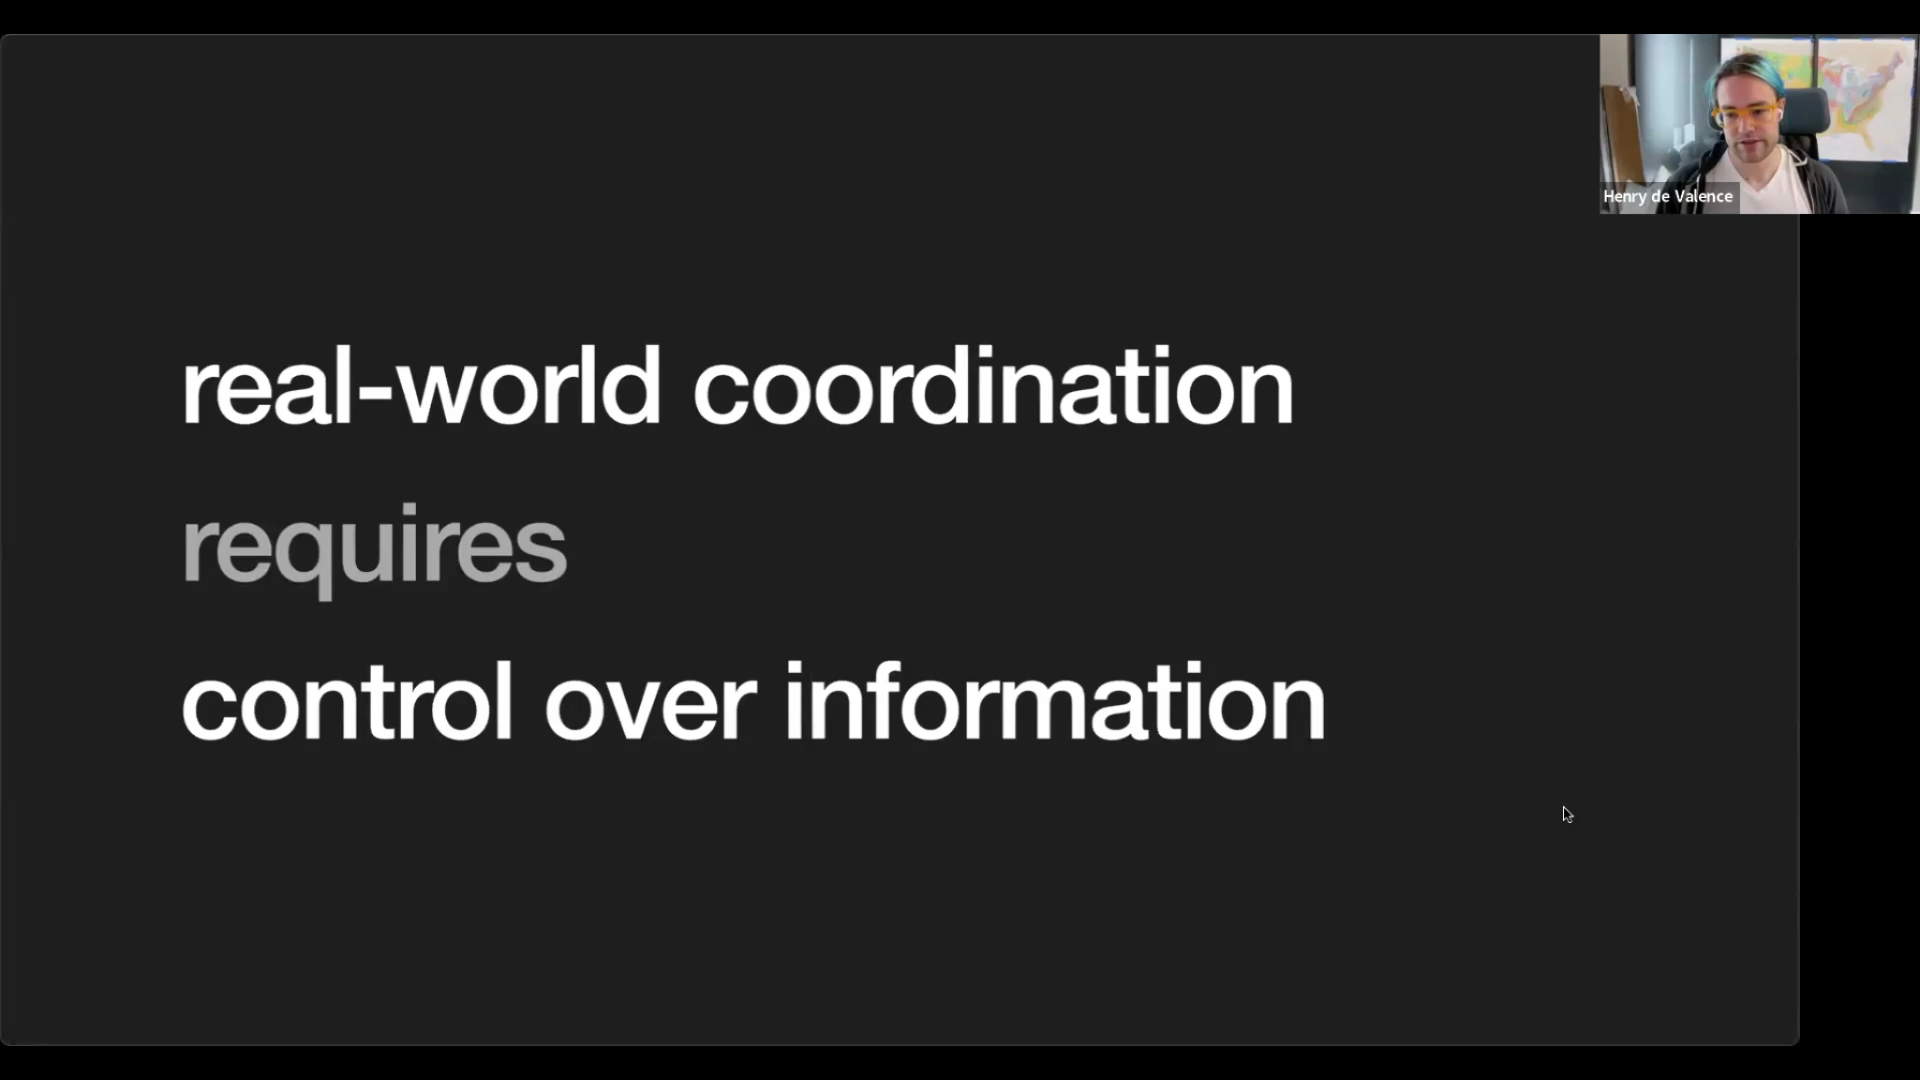 Henry de Valence
real-world coordination
requires
control over information